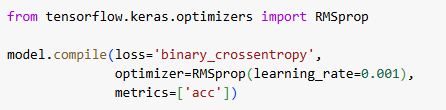 from tensorflow.keras.optimizers import RMSprop
model.compile(loss='binary_crossentropy',
              optimizer=RMSprop(learning_rate=0.001),
              metrics=['acc'])